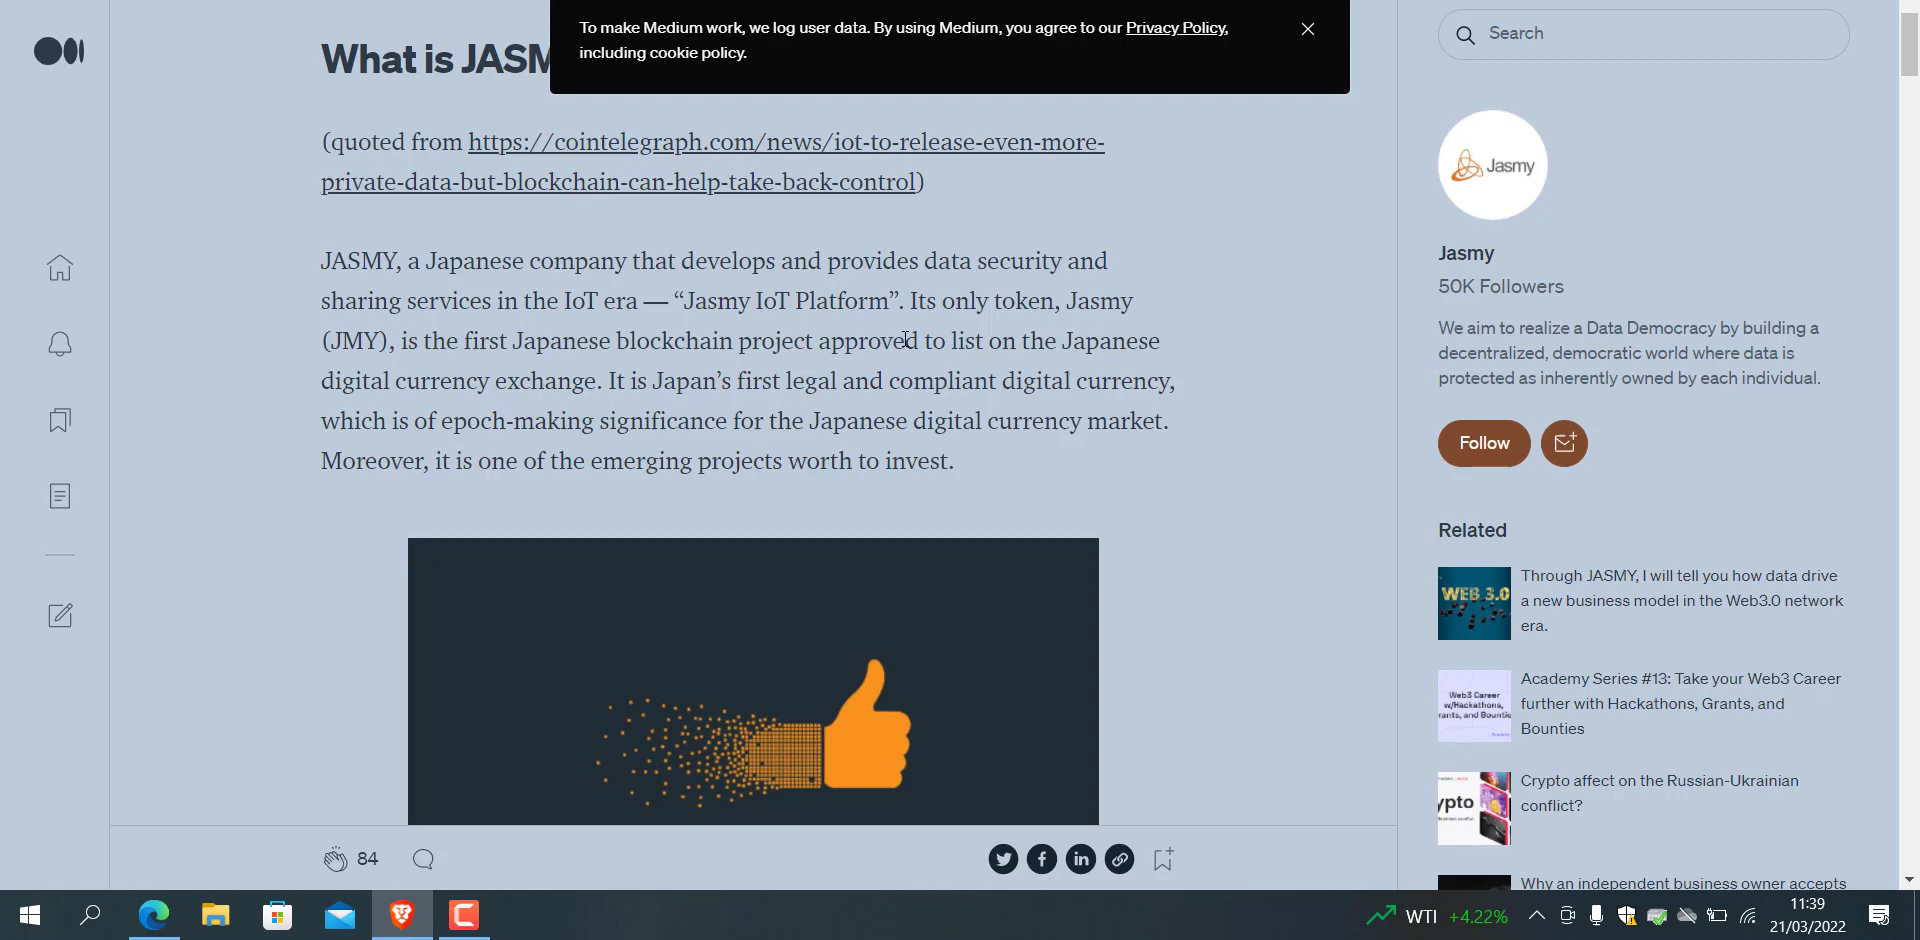 To make Medium work, we log user data. By using Medium, you agree to our Privacy Policy,
including cookie policy.
What is JASM
(quoted from https://cointelegraph.com/news/iot-to-release-even-more-
private-data-but-blockchain-can-help-take-back-control)
JASMY, a Japanese company that develops and provides data security and
sharing services in the IoT era — “Jasmy IoT Platform”. Its only token, Jasmy
(JMY), is the first Japanese blockchain project approved to list on the Japanese
digital currency exchange. It is Japan’s first legal and compliant digital currency,
which is of epoch-making significance for the Japanese digital currency market.
Moreover, it is one of the emerging projects worth to invest.
84
Search
Jasmy
Jasmy
50K Followers
We aim to realize a Data Democracy by building a
decentralized, democratic world where data is
protected as inherently owned by each individual.
Follow
Related
WEB 3.0
Through JASMY, I will tell you how data drive
a new business model in the Web3.0 network
era.
Web3 Career
w/Hackathons,
rants, and Bountie
Academy Series #13: Take your Web3 Career
further with Hackathons, Grants, and
Bounties
ypto
Crypto affect on the Russian-Ukrainian
conflict?
Why an independent business owner accepts
WTI +4.22%
11:39
21/03/2022